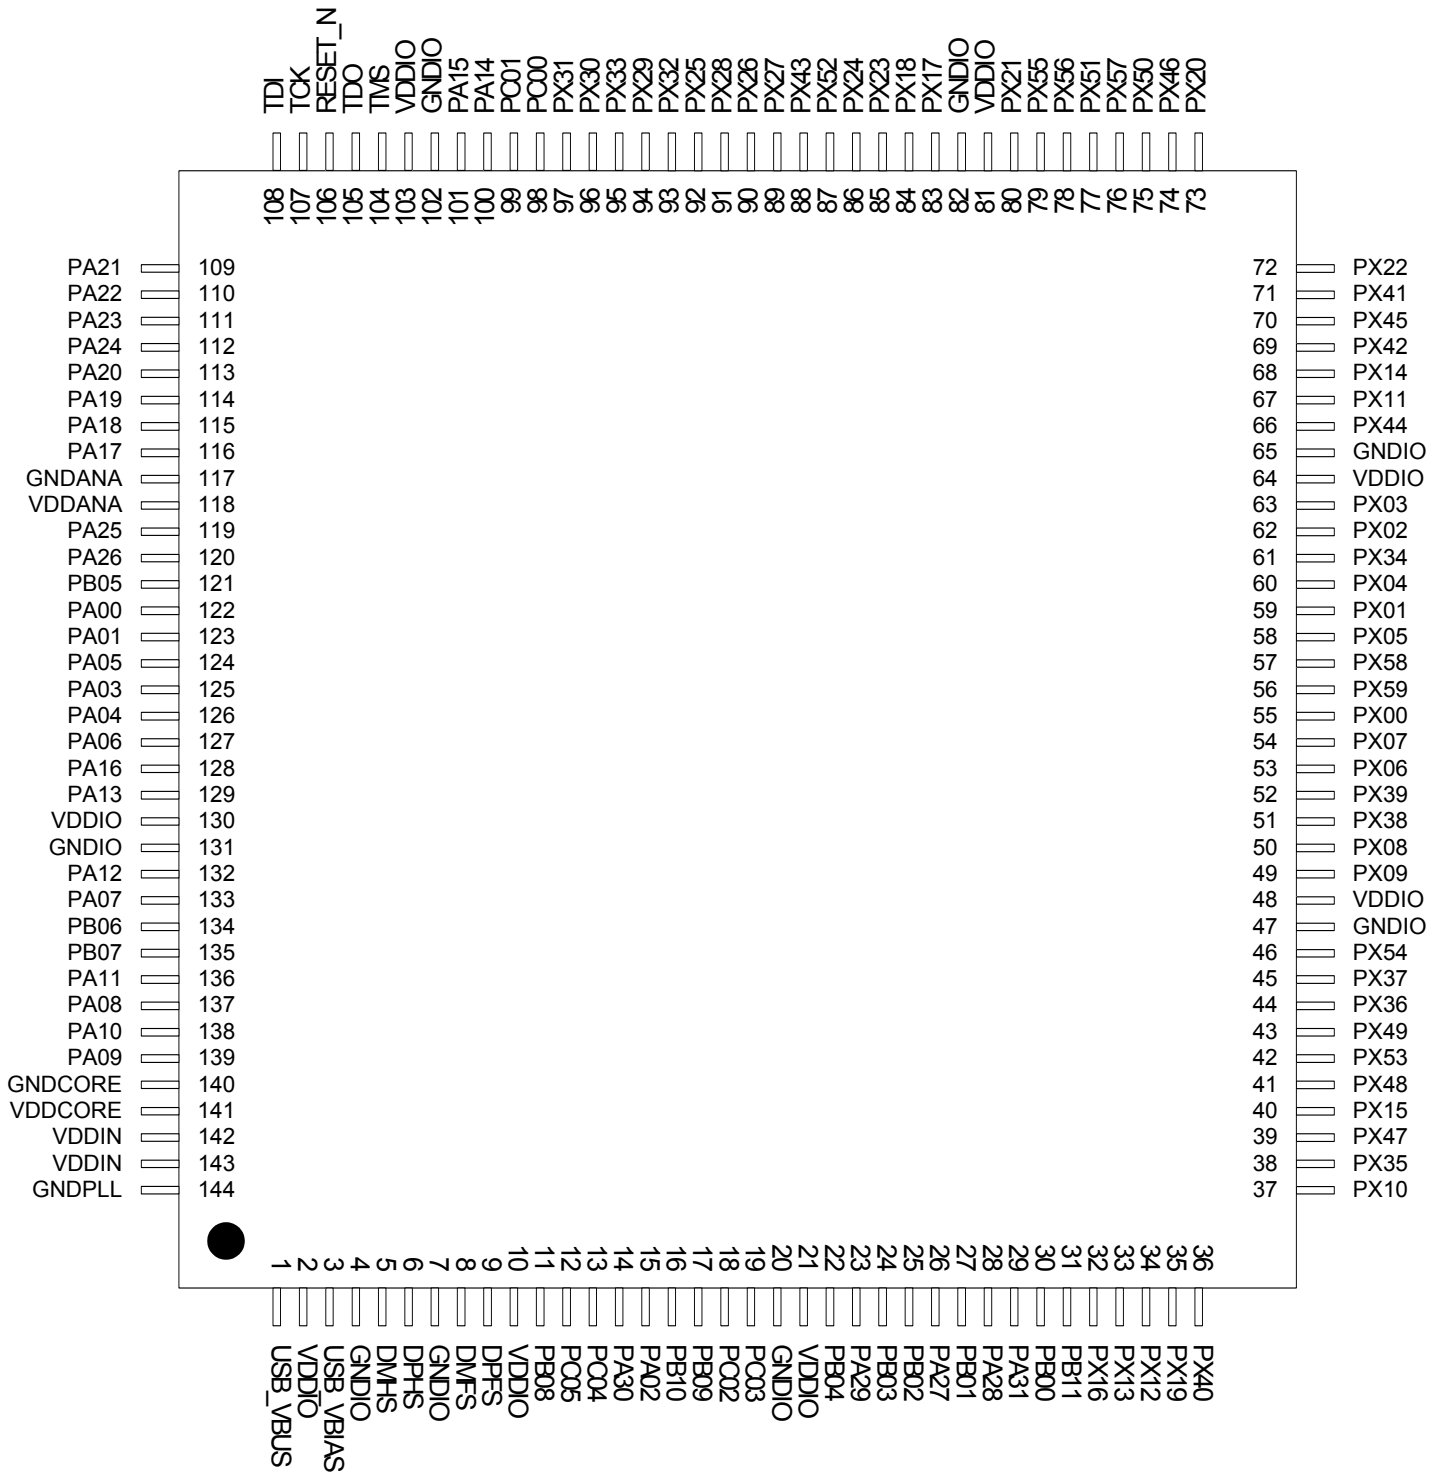 TDI TCK RESET_N TDO TMS VDDIO GNDIO PA15 PA14 PC01 PC00 PX31 PX30 PX33 PX29 PX32 PX25 PX28 PX26 PX27 PX43 PX52 PX24 PX23 PX18 PX17 GNDIO VDDIO PX21 PX55 PX56 PX51 PX57 PX50 PX46 PX20
108 107 106 105 104 103 102 101 100 99 98 97 96 95 94 93 92 91 90 89 88 87 86 85 84 83 82 81 80 79 78 77 76 75 74 73
PA21 109 72 PX22
PA22 110 71 PX41
PA23 111 70 PX45
PA24 112 69 PX42
PA20 113 68 PX14
PA19 114 67 PX11
PA18 115 66 PX44
PA17 116 65 GNDIO
GNDANA 117 64 VDDIO
VDDANA 118 63 PX03
PA25 119 62 PX02
PA26 120 61 PX34
PB05 121 60 PX04
PA00 122 59 PX01
PA01 123 58 PX05
PA05 124 57 PX58
PA03 125 56 PX59
PA04 126 55 PX00
PA06 127 54 PX07
PA16 128 53 PX06
PA13 129 52 PX39
VDDIO 130 51 PX38
GNDIO 131 50 PX08
PA12 132 49 PX09
PA07 133 48 VDDIO
PB06 134 47 GNDIO
PB07 135 46 PX54
PA11 136 45 PX37
PA08 137 44 PX36
PA10 138 43 PX49
PA09 139 42 PX53
GNDCORE 140 41 PX48
VDDCORE 141 40 PX15
VDDIN 142 39 PX47
VDDIN 143 38 PX35
GNDPLL 144 37 PX10
1 2 3 4 5 6 7 8 9 10 11 12 13 14 15 16 17 18 19 20 21 22 23 24 25 26 27 28 29 30 31 32 33 34 35 36
USB_VBUS VDDIO USB_VBIAS GNDIO DMHS DPHS GNDIO DMFS DPFS VDDIO PB08 PC05 PC04 PA30 PA02 PB10 PB09 PC02 PC03 GNDIO VDDIO PB04 PA29 PB03 PB02 PA27 PB01 PA28 PA31 PB00 PB11 PX16 PX13 PX12 PX19 PX40